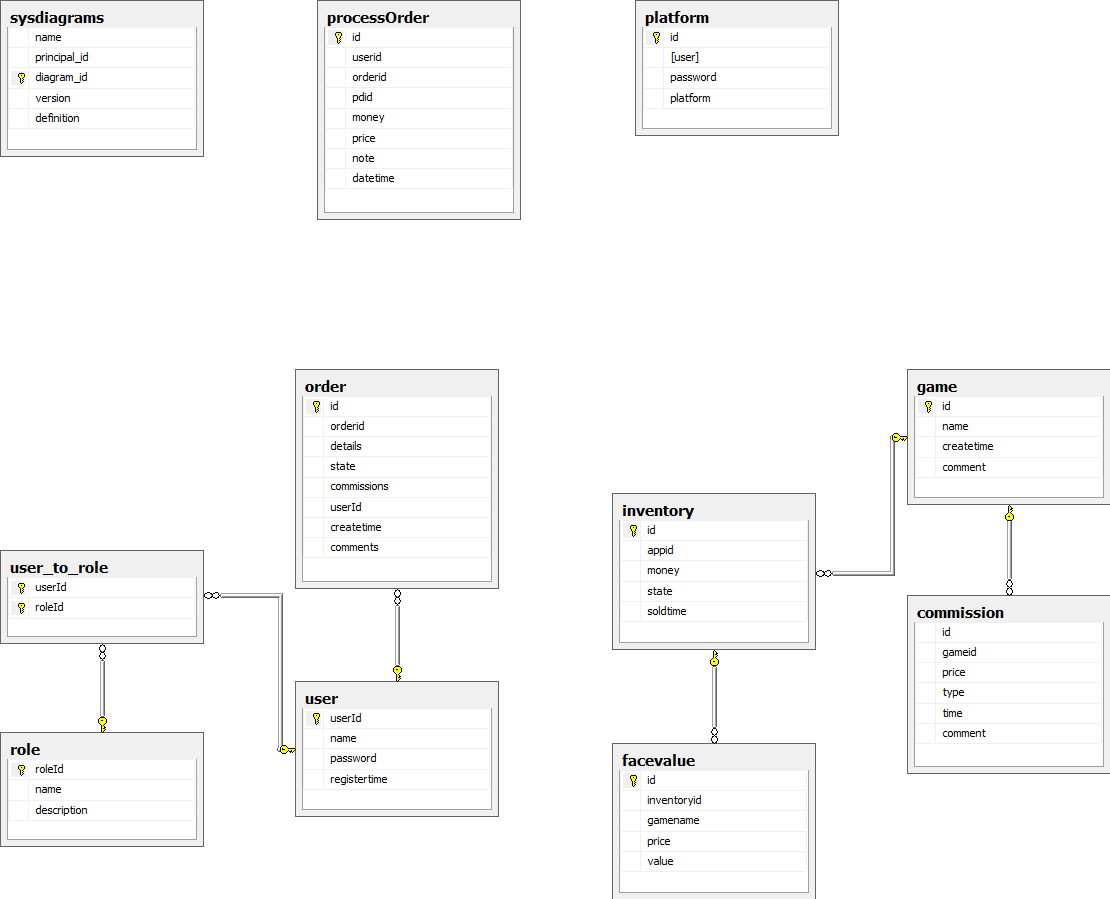 sysdiagrams
name
principal_id
diagram_id
version
definition
processOrder
id
userid
orderid
pdid
money
price
note
datetime
platform
id
[user]
password
platform
order
id
orderid
details
state
commissions
userId
createtime
comments
game
id
name
createtime
comment
inventory
id
appid
money
state
soldtime
user_to_role
userId
roleId
commission
id
gameid
price
type
time
comment
user
userId
name
password
registertime
role
roleId
name
description
facevalue
id
inventoryid
gamename
price
value